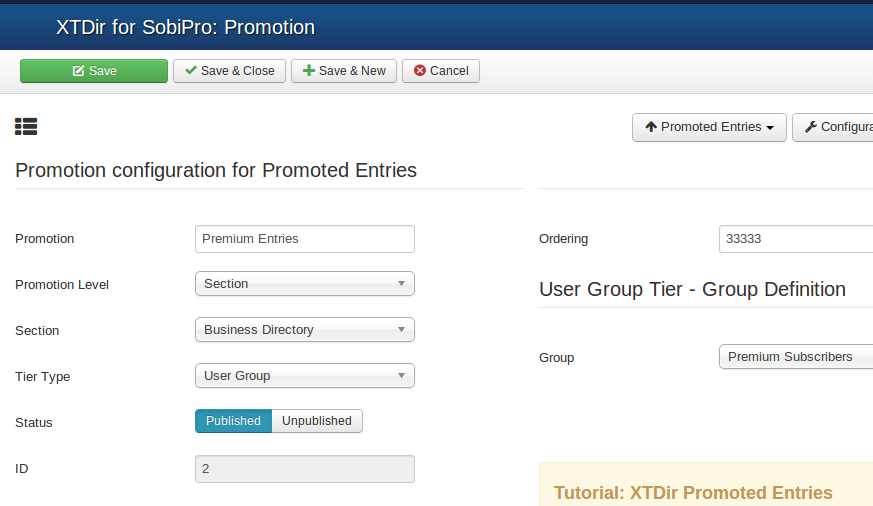 XTDir for SobiPro: Promotion
Save
Save & Close
Save & New
Cancel
Promoted Entries
Configura
Promotion configuration for Promoted Entries
Promotion
Premium Entries
Ordering
33333
Promotion Level
Section
User Group Tier - Group Definition
Section
Business Directory
Group
Premium Subscribers
Tier Type
User Group
Status
Published
Unpublished
ID
2
Tutorial: XTDir Promoted Entries